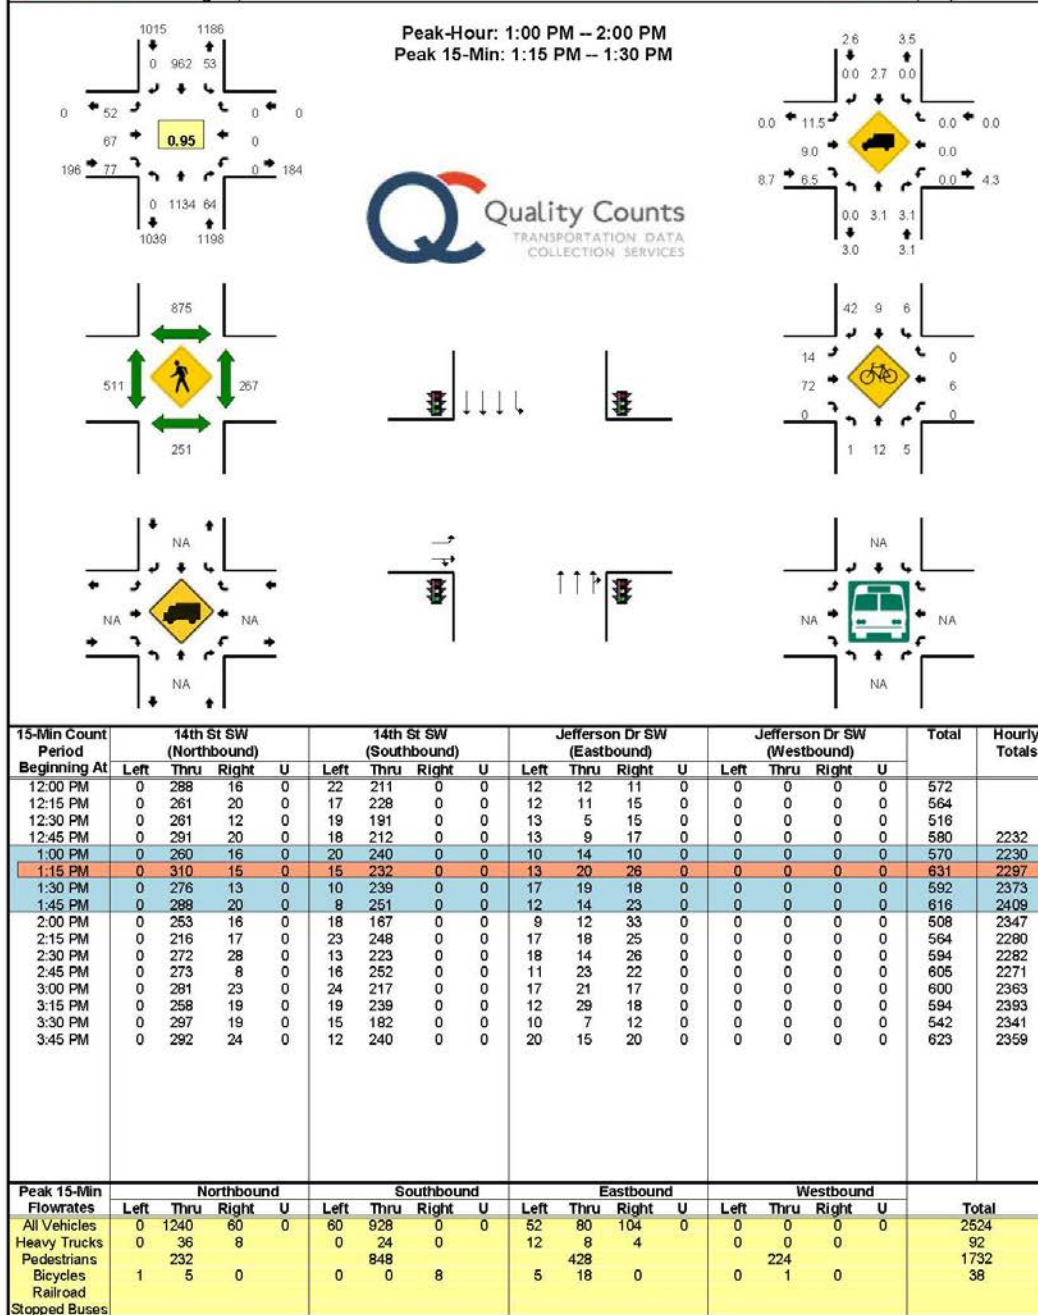 Peak-Hour: 1:00 PM -- 2:00 PM
Peak 15-Min: 1:15 PM -- 1:30 PM
1015 1186
0 962 53
0 52 0 0
67 0.95 0
196 77 0 184
0 1134 64
1039 1198
Quality Counts
TRANSPORTATION DATA
COLLECTION SERVICES
2.6 3.5
0.0 2.7 0.0
0.0 11.5 0.0 0.0
9.0 0.0
8.7 6.5 0.0 4.3
0.0 3.1 3.1
3.0 3.1
875
511 267
251
42 9 6
14 0
72 6
0 0
1 12 5
NA
NA NA
NA
NA
NA NA
NA
15-Min Count Period Beginning At 14th St SW (Northbound) 14th St SW (Southbound) Jefferson Dr SW (Eastbound) Jefferson Dr SW (Westbound) Total Hourly Totals
Left Thru Right U Left Thru Right U Left Thru Right U Left Thru Right U
12:00 PM 0 288 16 0 22 211 0 0 12 12 11 0 0 0 0 0 572
12:15 PM 0 261 20 0 17 228 0 0 12 11 15 0 0 0 0 0 564
12:30 PM 0 261 12 0 19 191 0 0 13 5 15 0 0 0 0 0 516
12:45 PM 0 291 20 0 18 212 0 0 13 9 17 0 0 0 0 0 580 2232
1:00 PM 0 260 16 0 20 240 0 0 10 14 10 0 0 0 0 0 570 2230
1:15 PM 0 310 15 0 15 232 0 0 13 20 26 0 0 0 0 0 631 2297
1:30 PM 0 276 13 0 10 239 0 0 17 19 18 0 0 0 0 0 592 2373
1:45 PM 0 288 20 0 8 251 0 0 12 14 23 0 0 0 0 0 616 2409
2:00 PM 0 253 16 0 18 167 0 0 9 12 33 0 0 0 0 0 508 2347
2:15 PM 0 216 17 0 23 248 0 0 17 18 25 0 0 0 0 0 564 2280
2:30 PM 0 272 28 0 13 223 0 0 18 14 26 0 0 0 0 0 594 2282
2:45 PM 0 273 8 0 16 252 0 0 11 23 22 0 0 0 0 0 605 2271
3:00 PM 0 281 23 0 24 217 0 0 17 21 17 0 0 0 0 0 600 2363
3:15 PM 0 258 19 0 19 239 0 0 12 29 18 0 0 0 0 0 594 2393
3:30 PM 0 297 19 0 15 182 0 0 10 7 12 0 0 0 0 0 542 2341
3:45 PM 0 292 24 0 12 240 0 0 20 15 20 0 0 0 0 0 623 2359
Peak 15-Min Flowrates Northbound Southbound Eastbound Westbound Total
Left Thru Right U Left Thru Right U Left Thru Right U Left Thru Right U
All Vehicles 0 1240 60 0 60 928 0 0 52 80 104 0 0 0 0 0 2524
Heavy Trucks 0 36 8 0 24 0 12 8 4 0 0 0 92
Pedestrians 232 848 428 224 1732
Bicycles 1 5 0 0 0 8 5 18 0 0 1 0 38
Railroad
Stopped Buses